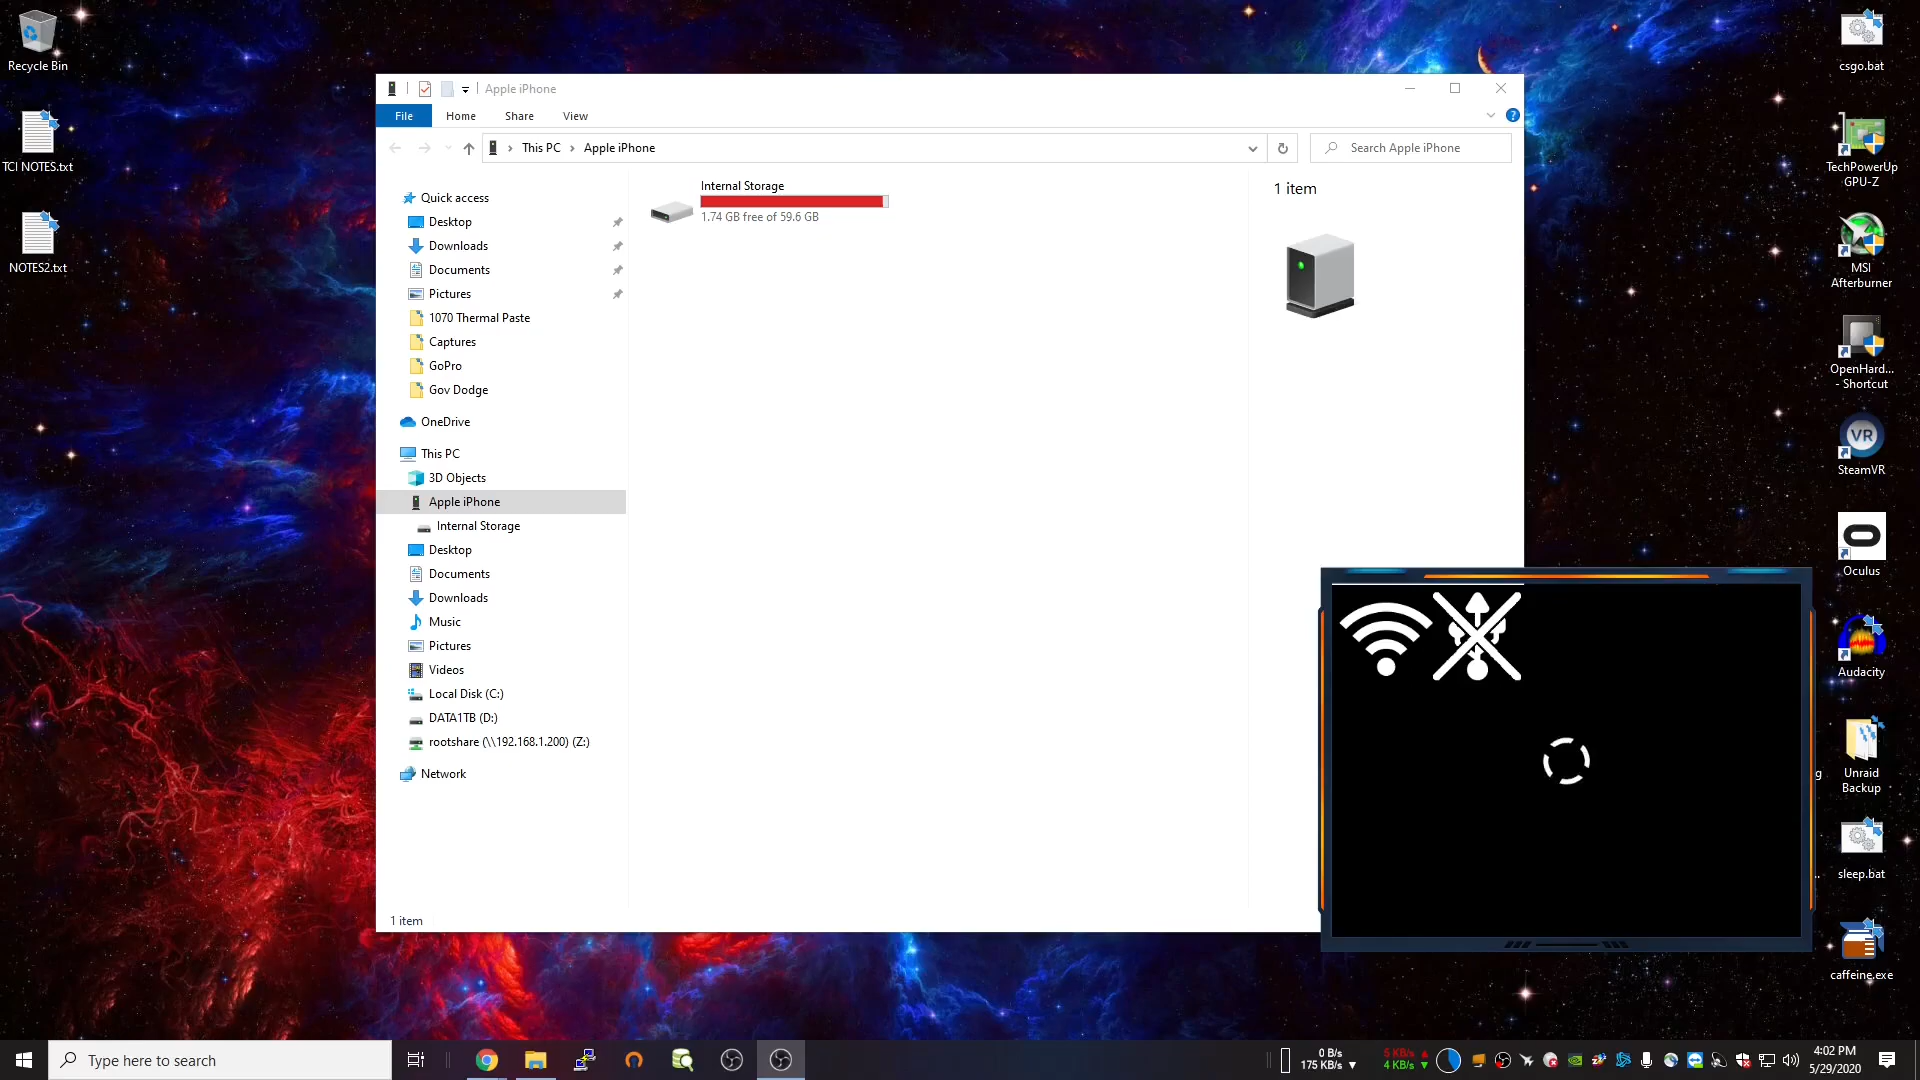 Recycle Bin
TCI NOTES.txt
NOTES2.txt
Apple iPhone
File
Home
Share
View
This PC
Apple iPhone
Search Apple iPhone
Quick access
Desktop
Downloads
Documents
Pictures
1070 Thermal Paste
Captures
GoPro
Gov Dodge
OneDrive
This PC
3D Objects
Apple iPhone
Internal Storage
Desktop
Documents
Downloads
Music
Pictures
Videos
Local Disk (C:)
DATA1TB (D:)
rootshare (\\192.168.1.200) (Z:)
Network
Internal Storage
1.74 GB free of 59.6 GB
1 item
1 item
csgo.bat
TechPowerUp
GPU-Z
MSI
Afterburner
OpenHard...
- Shortcut
VR
SteamVR
Oculus
Audacity
g
Unraid
Backup
..
sleep.bat
caffeine.exe
Type here to search
0 B/s
175 KB/s
5 KB/s
4 KB/s
4:02 PM
5/29/2020